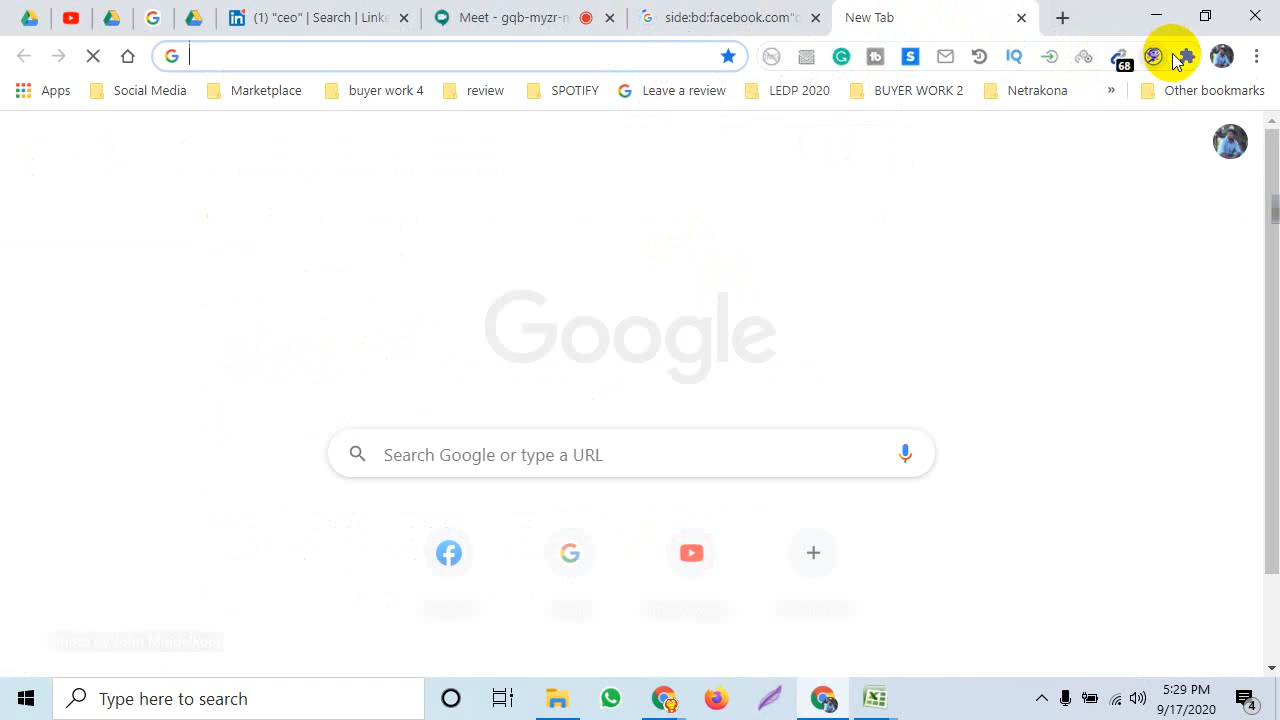 (1) "ceo" | Search | Linke
Meet - gqb-myzr-n
side:bd:facebook.com"c
New Tab
68
Apps
Social Media
Marketplace
buyer work 4
review
SPOTIFY
Leave a review
LEDP 2020
BUYER WORK 2
Netrakona
»
Other bookmarks
Google
Search Google or type a URL
Type here to search
5:29 PM
9/17/2020
4